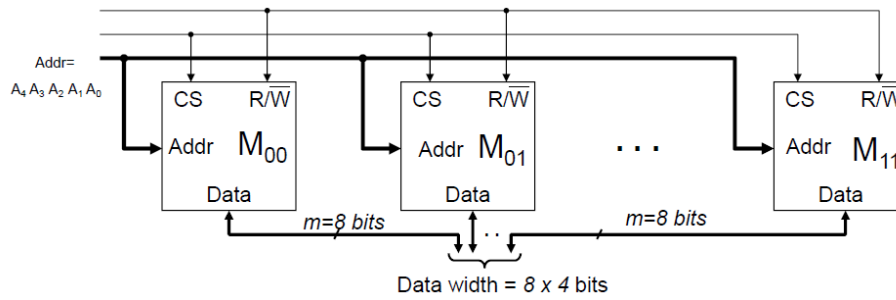 Addr=
A₄ A₃ A₂ A₁ A₀
CS R/W̅
Addr M₀₀
Data
CS R/W̅
Addr M₀₁
Data
. . .
CS R/W̅
Addr M₁₁
Data
m=8 bits
. .
m=8 bits
Data width = 8 x 4 bits